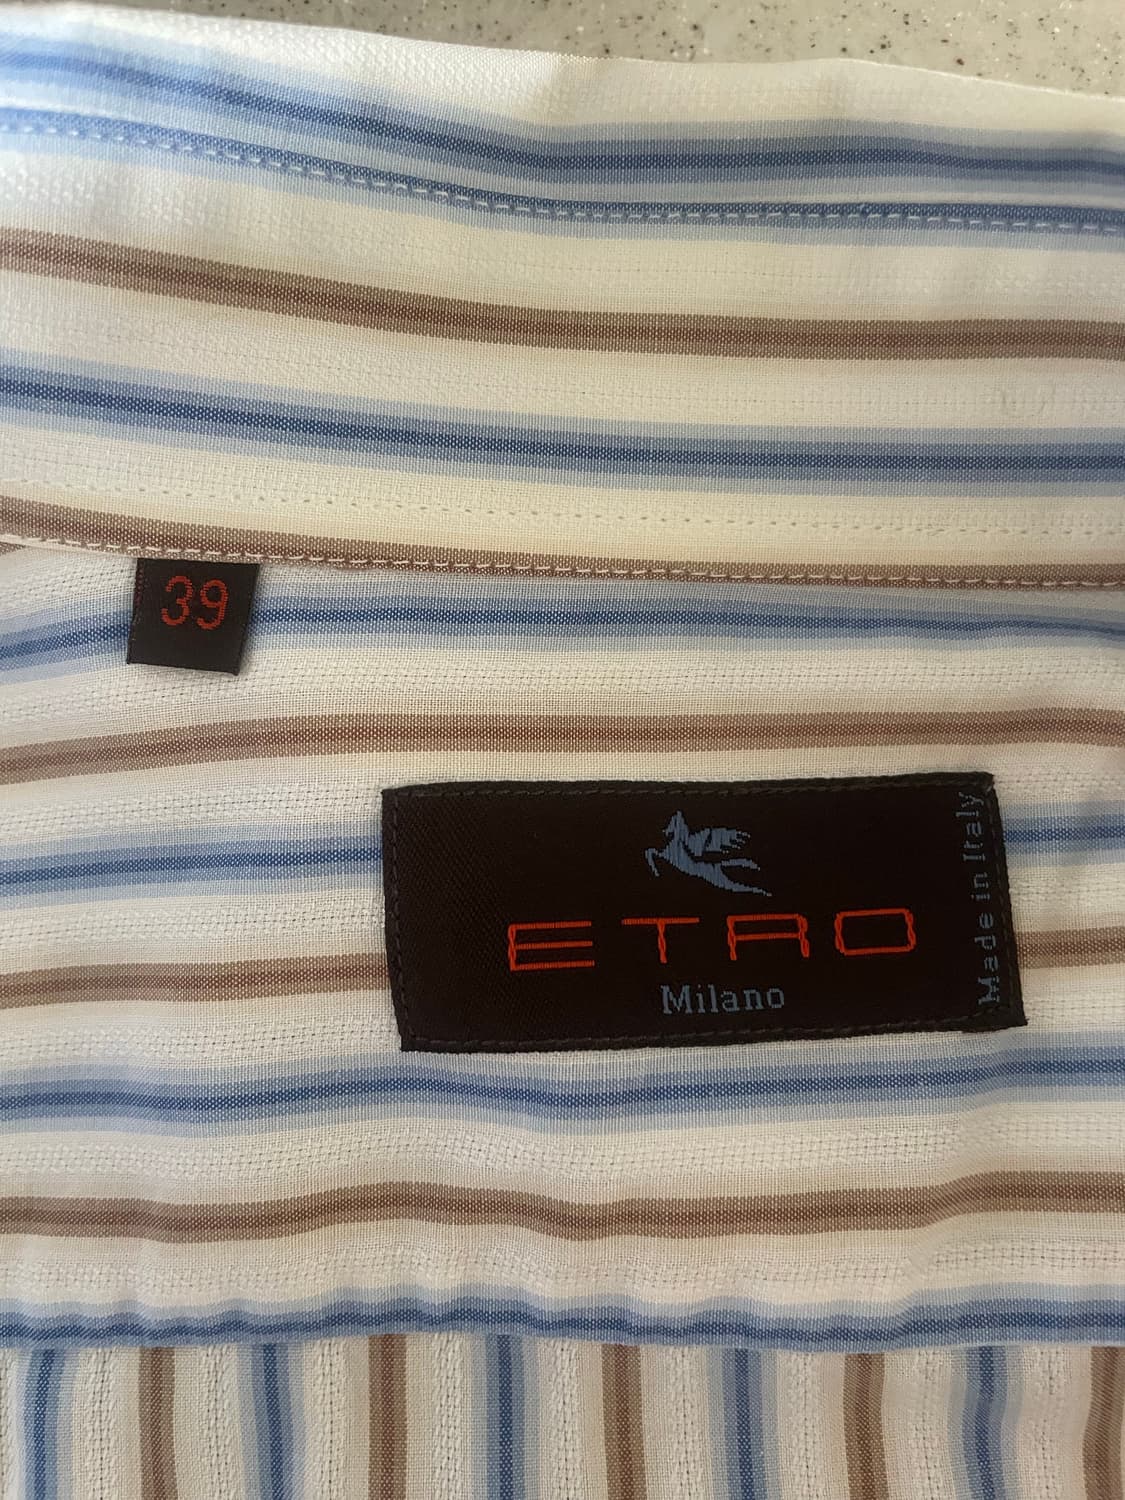 39
ETRO
Milano
Made in Italy